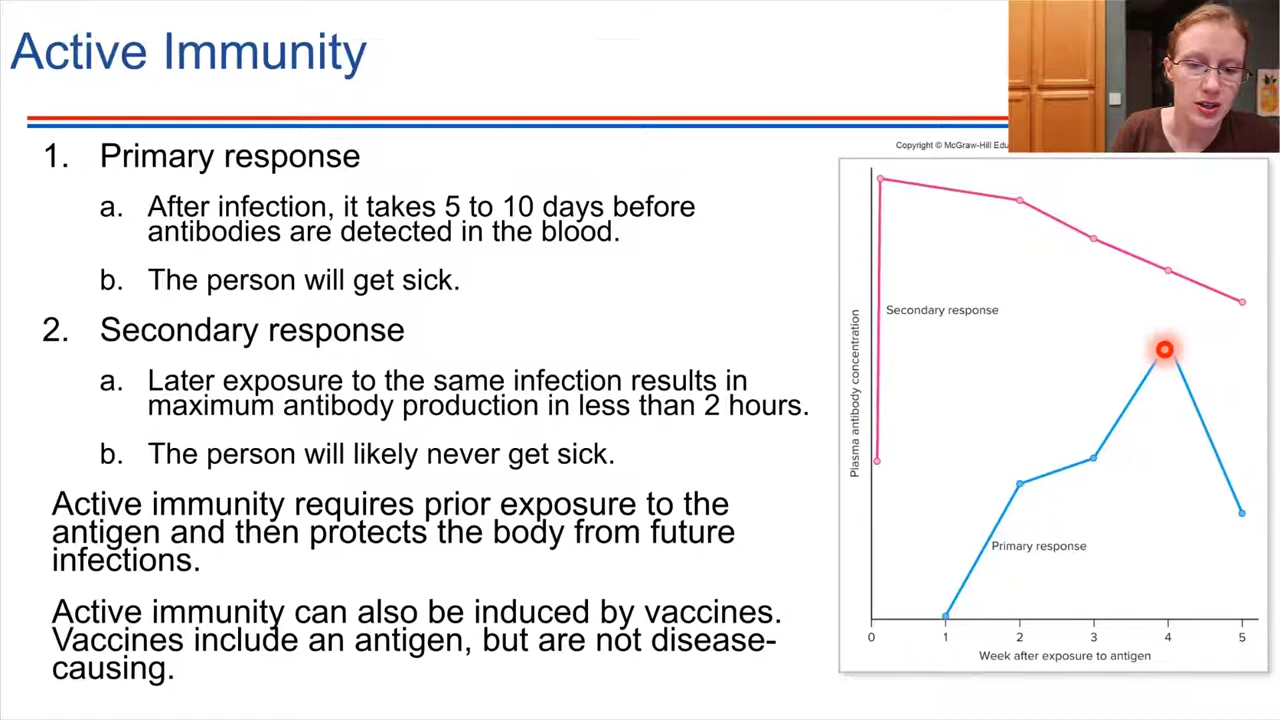 Active Immunity
1. Primary response
a. After infection, it takes 5 to 10 days before
antibodies are detected in the blood.
b. The person will get sick.
2. Secondary response
a. Later exposure to the same infection results in
maximum antibody production in less than 2 hours.
b. The person will likely never get sick.
Active immunity requires prior exposure to the
antigen and then protects the body from future
infections.
Active immunity can also be induced by vaccines.
Vaccines include an antigen, but are not disease-
causing.
Copyright © McGraw-Hill Edu
Plasma antibody concentration
Secondary response
Primary response
0 1 2 3 4 5
Week after exposure to antigen